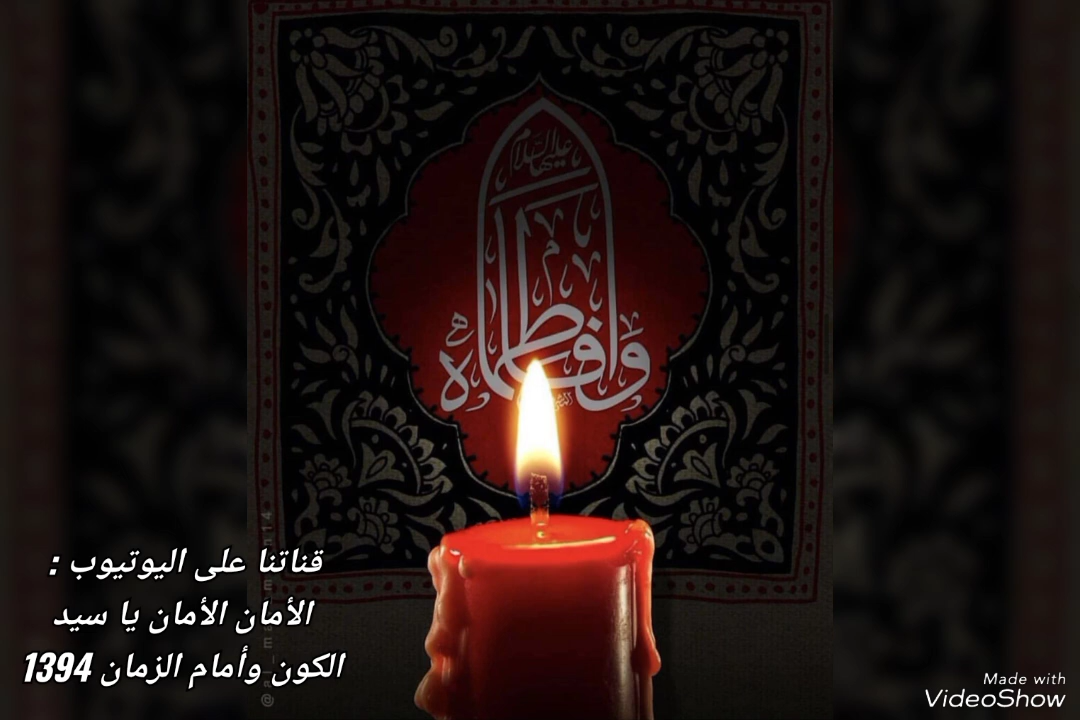 عليها السلام
وافاطماه
قناتنا على اليوتيوب :
الأمان الأمان يا سيد
الكون وأمام الزمان 1394
Made with
VideoShow